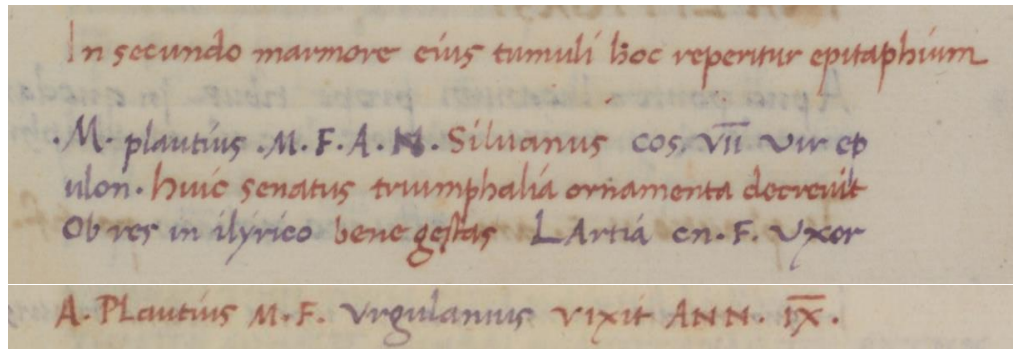 In secundo marmore eius tumuli hoc reperitur epitaphium
.M. plautius .M.F.A.N. Siluanus cos. VII Vir ep
ulon. huic senatus triumphalia ornamenta decreuit
Ob res in ilyrico bene gestas LArtia cn. F. Vxor
A. PLautius M.F. Vrgulanius vixit ANN. IX.